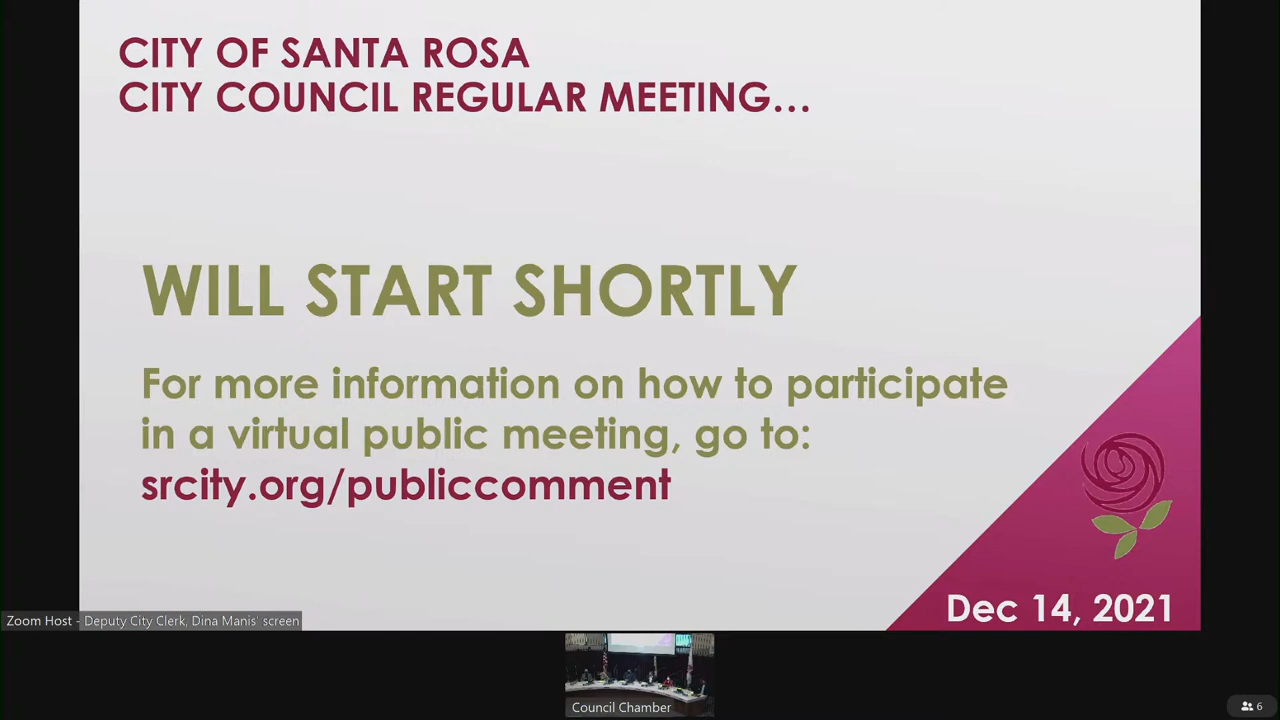 CITY OF SANTA ROSA
CITY COUNCIL REGULAR MEETING...
WILL START SHORTLY
For more information on how to participate
in a virtual public meeting, go to:
srcity.org/publiccomment
Dec 14, 2021
Zoom Host - Deputy City Clerk, Dina Manis' screen
Council Chamber
6